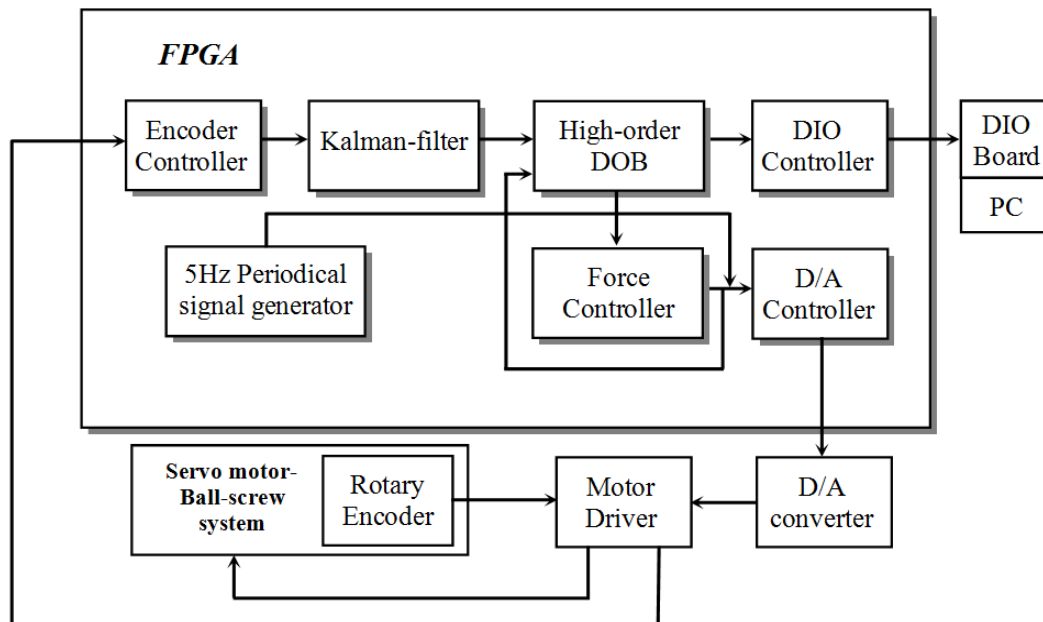 FPGA
Encoder
Controller
Kalman-filter
High-order
DOB
DIO
Controller
DIO
Board
PC
5Hz Periodical
signal generator
Force
Controller
D/A
Controller
Servo motor-
Ball-screw
system
Rotary
Encoder
Motor
Driver
D/A
converter